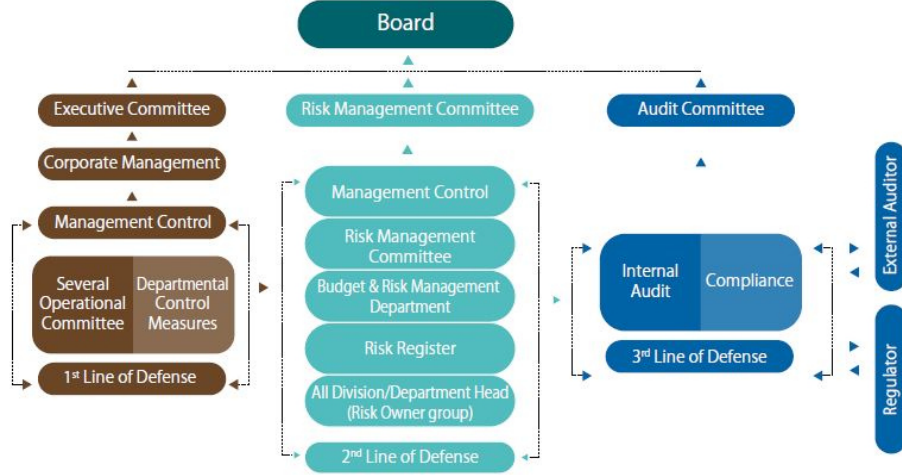 Board
Executive Committee
Corporate Management
Management Control
Several
Operational
Committee
Departmental
Control
Measures
1st Line of Defense
Risk Management Committee
Management Control
Risk Management
Committee
Budget & Risk Management
Department
Risk Register
All Division/Department Head
(Risk Owner group)
2nd Line of Defense
Audit Committee
Internal
Audit
Compliance
3rd Line of Defense
External Auditor
Regulator